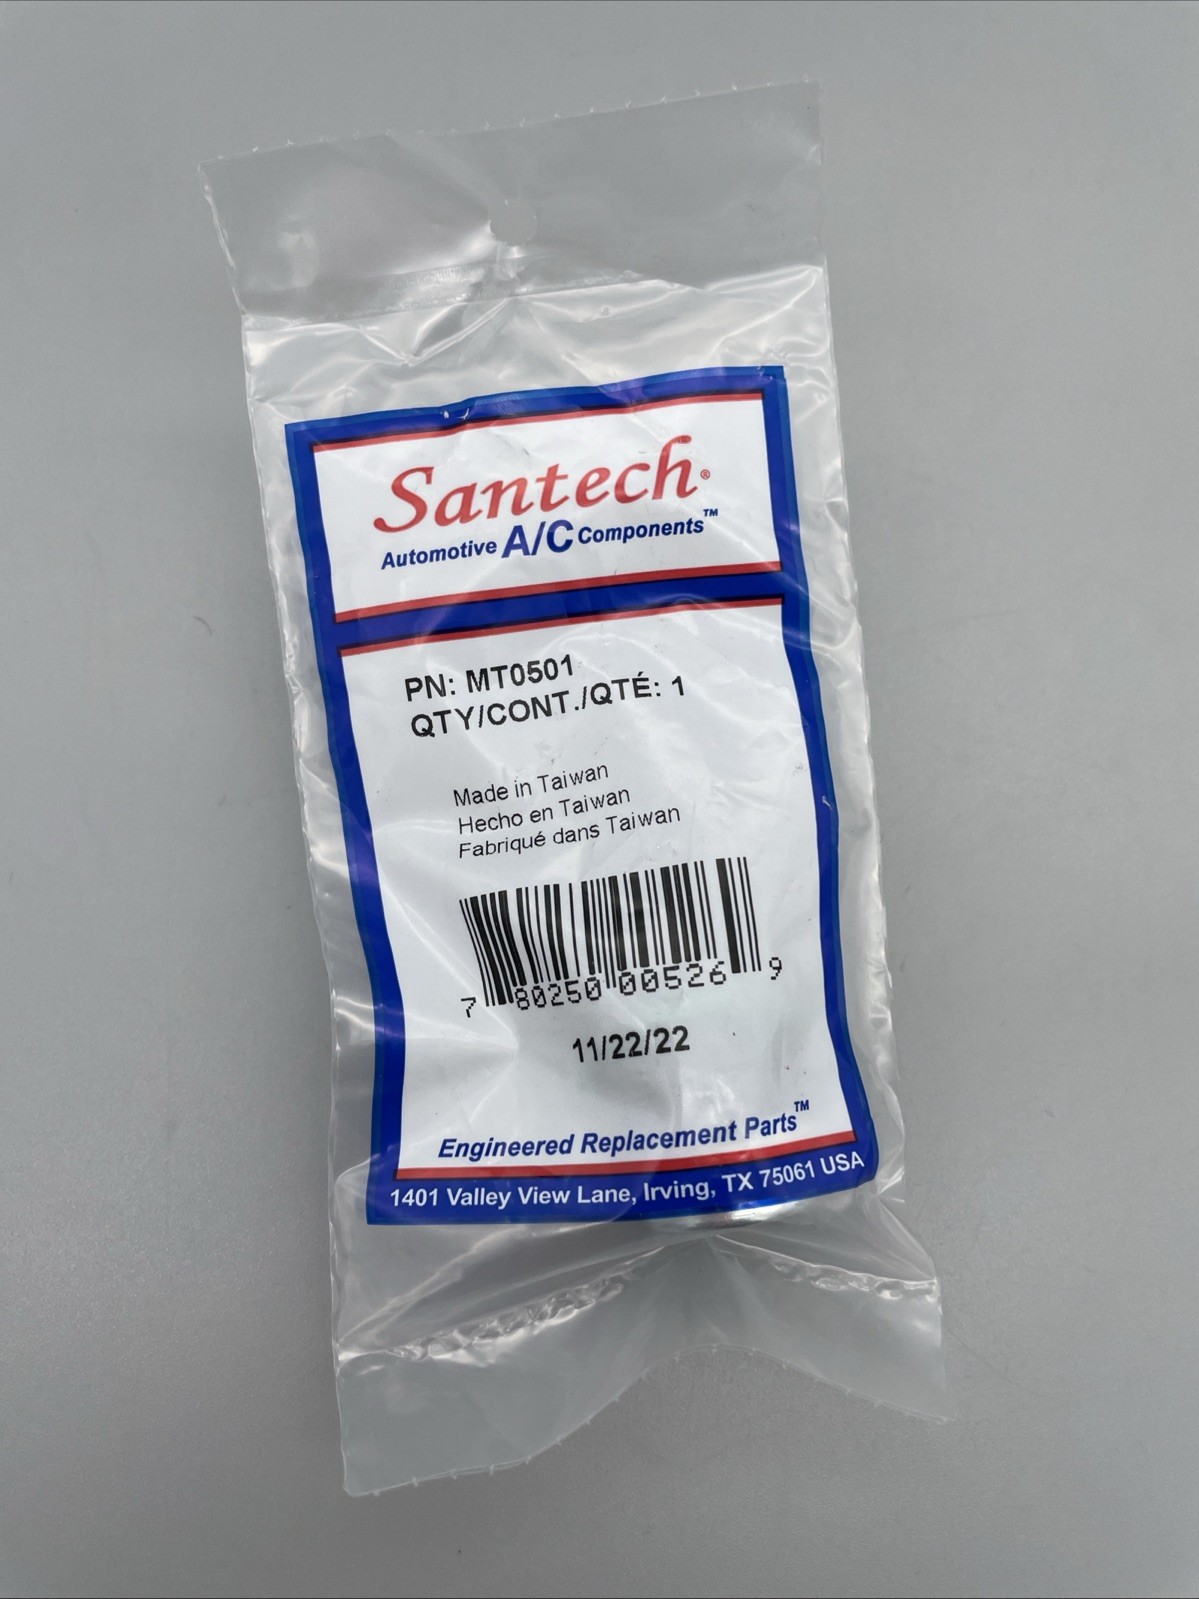 Santech®
Automotive A/C Components™
PN: MT0501
QTY/CONT./QTÉ: 1
Made in Taiwan
Hecho en Taiwan
Fabriqué dans Taiwan
7 80250 00526 9
11/22/22
Engineered Replacement Parts™
1401 Valley View Lane, Irving, TX 75061 USA